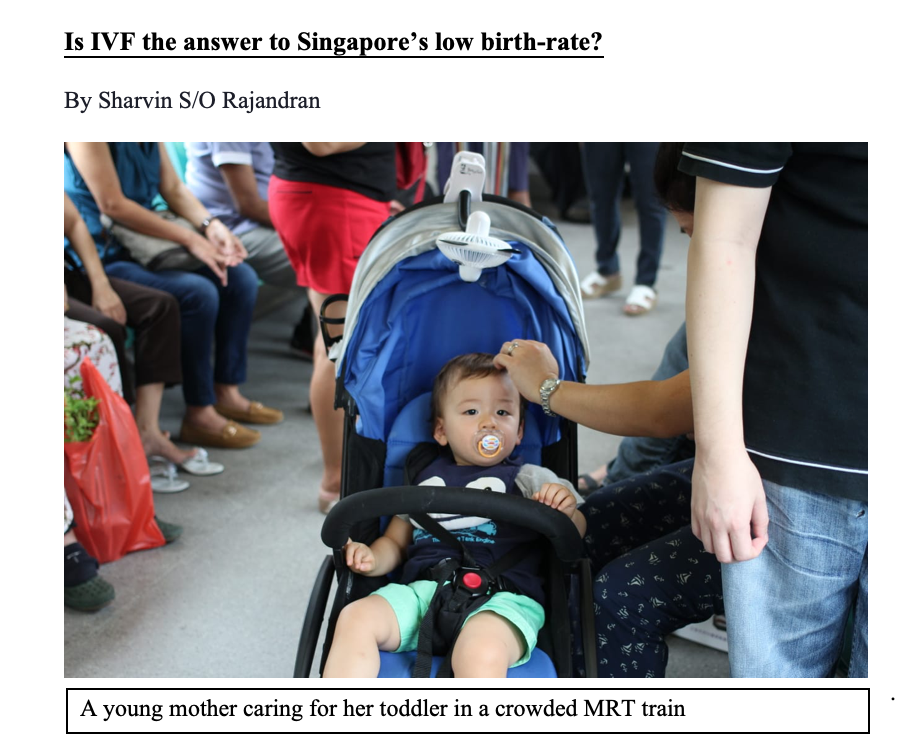 Is IVF the answer to Singapore's low birth-rate?
By Sharvin S/O Rajandran
A young mother caring for her toddler in a crowded MRT train